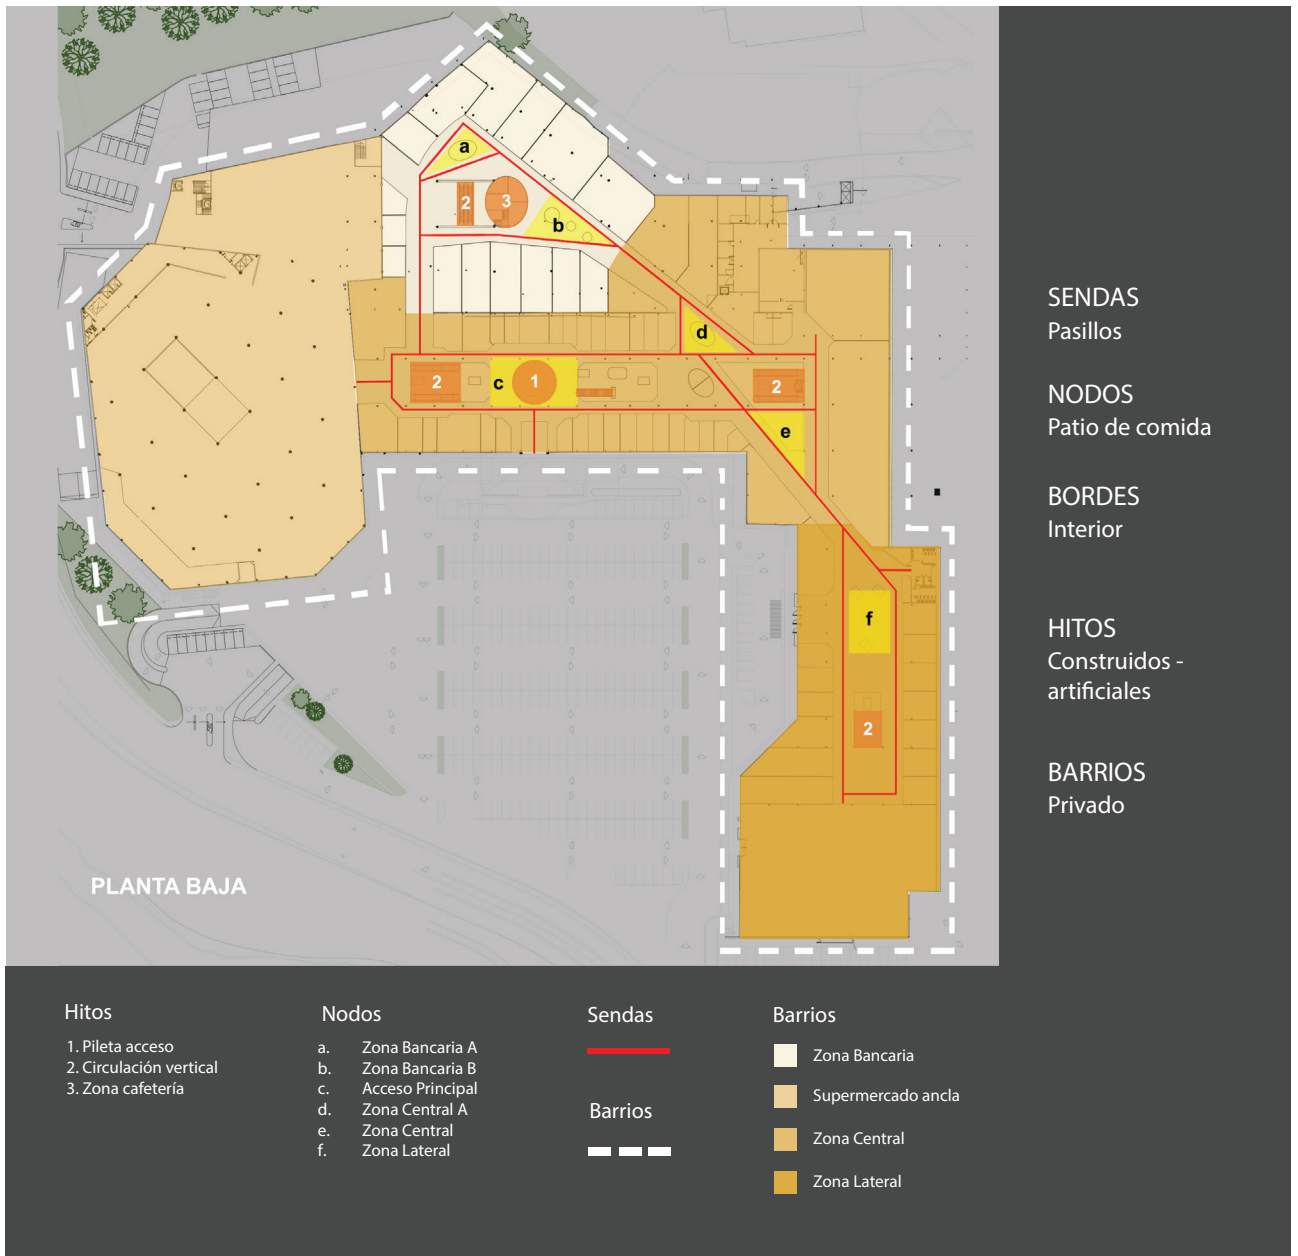 a
2
3
b
d
2
c
1
2
e
f
2
PLANTA BAJA
SENDAS
Pasillos
NODOS
Patio de comida
BORDES
Interior
HITOS
Construidos -
artificiales
BARRIOS
Privado
Hitos
1. Pileta acceso
2. Circulación vertical
3. Zona cafetería
Nodos
a. Zona Bancaria A
b. Zona Bancaria B
c. Acceso Principal
d. Zona Central A
e. Zona Central
f. Zona Lateral
Sendas
Barrios
Barrios
Zona Bancaria
Supermercado ancla
Zona Central
Zona Lateral